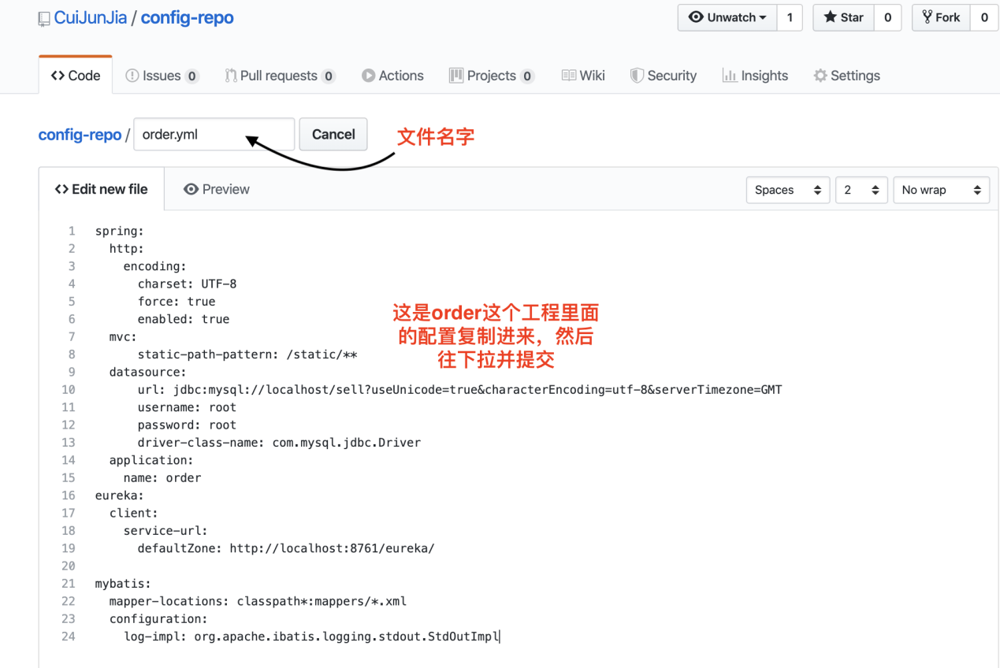 CuiJunJia / config-repo
Unwatch 1 Star 0 Fork 0
Code Issues 0 Pull requests 0 Actions Projects 0 Wiki Security Insights Settings
config-repo / order.yml Cancel 文件名字
<> Edit new file Preview Spaces 2 No wrap
1 spring:
2   http:
3     encoding:
4       charset: UTF-8
5       force: true
6       enabled: true
7   mvc:
8       static-path-pattern: /static/**
9   datasource:
10       url: jdbc:mysql://localhost/sell?useUnicode=true&characterEncoding=utf-8&serverTimezone=GMT
11       username: root
12       password: root
13       driver-class-name: com.mysql.jdbc.Driver
14   application:
15     name: order
16 eureka:
17   client:
18     service-url:
19       defaultZone: http://localhost:8761/eureka/
20
21 mybatis:
22   mapper-locations: classpath*:mappers/*.xml
23   configuration:
24     log-impl: org.apache.ibatis.logging.stdout.StdOutImpl
这是order这个工程里面
的配置复制进来，然后
往下拉并提交